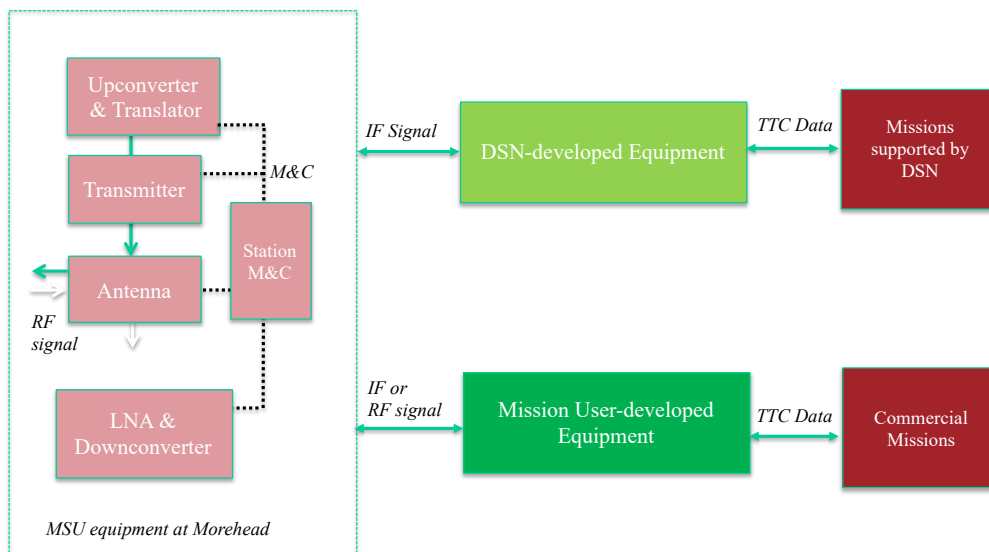 Upconverter
& Translator
Transmitter
M&C
Station
M&C
Antenna
RF
signal
LNA &
Downconverter
MSU equipment at Morehead
IF Signal
DSN-developed Equipment
TTC Data
Missions
supported by
DSN
IF or
RF signal
Mission User-developed
Equipment
TTC Data
Commercial
Missions